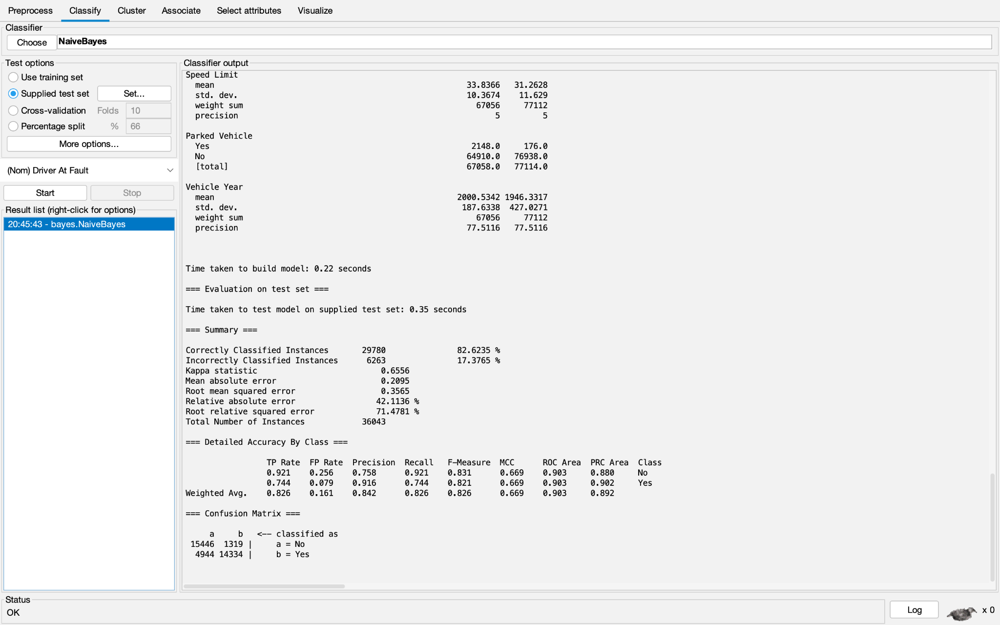 Preprocess Classify Cluster Associate Select attributes Visualize
Classifier
Choose NaiveBayes
Test options
Use training set
Supplied test set Set...
Cross-validation Folds 10
Percentage split % 66
More options...
(Nom) Driver At Fault
Start Stop
Result list (right-click for options)
20:45:43 - bayes.NaiveBayes
Classifier output
Speed Limit
mean 33.8366 31.2628
std. dev. 10.3674 11.629
weight sum 67056 77112
precision 5 5
Parked Vehicle
Yes 2148.0 176.0
No 64910.0 76938.0
[total] 67058.0 77114.0
Vehicle Year
mean 2000.5342 1946.3317
std. dev. 187.6338 427.0271
weight sum 67056 77112
precision 77.5116 77.5116
Time taken to build model: 0.22 seconds
=== Evaluation on test set ===
Time taken to test model on supplied test set: 0.35 seconds
=== Summary ===
Correctly Classified Instances 29780 82.6235 %
Incorrectly Classified Instances 6263 17.3765 %
Kappa statistic 0.6556
Mean absolute error 0.2095
Root mean squared error 0.3565
Relative absolute error 42.1136 %
Root relative squared error 71.4781 %
Total Number of Instances 36043
=== Detailed Accuracy By Class ===
TP Rate FP Rate Precision Recall F-Measure MCC ROC Area PRC Area Class
0.921 0.256 0.758 0.921 0.831 0.669 0.903 0.880 No
0.744 0.079 0.916 0.744 0.821 0.669 0.903 0.902 Yes
Weighted Avg. 0.826 0.161 0.842 0.826 0.826 0.669 0.903 0.892
=== Confusion Matrix ===
a b <-- classified as
15446 1319 | a = No
4944 14334 | b = Yes
Status
OK
Log x 0